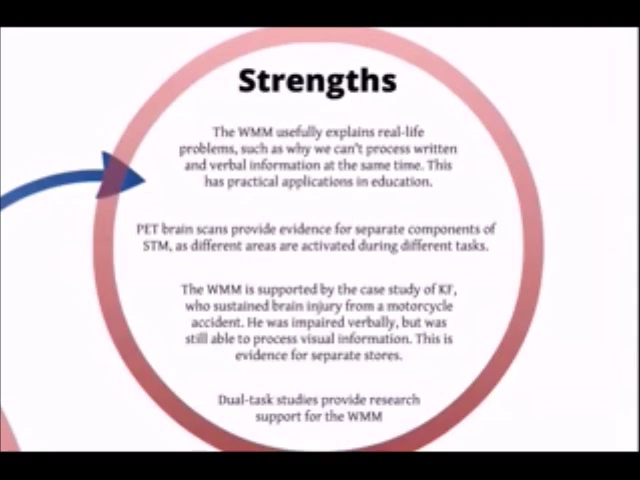 Strengths
The WMM usefully explains real-life
problems, such as why we can't process written
and verbal information at the same time. This
has practical applications in education.
PET brain scans provide evidence for separate components of
STM, as different areas are activated during different tasks.
The WMM is supported by the case study of KF,
who sustained brain injury from a motorcycle
accident. He was impaired verbally, but was
still able to process visual information. This is
evidence for separate stores.
Dual-task studies provide research
support for the WMM